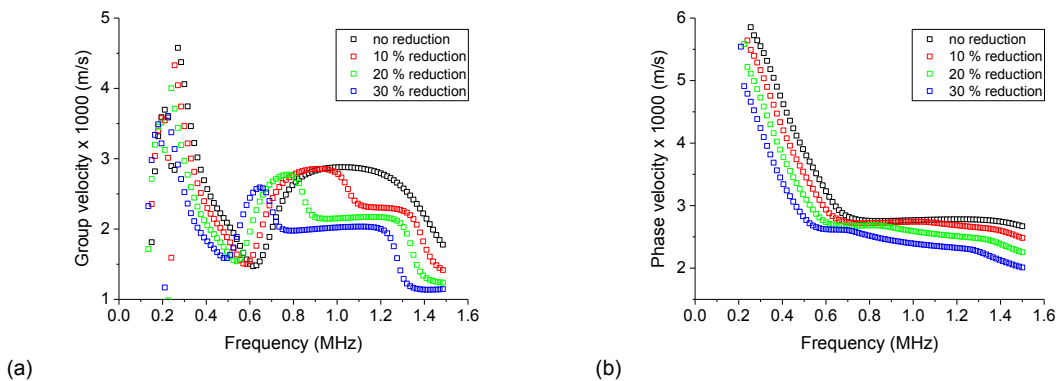 5
4
3
2
1
Group velocity x 1000 (m/s)
no reduction
10 % reduction
20 % reduction
30 % reduction
0.0 0.2 0.4 0.6 0.8 1.0 1.2 1.4 1.6
Frequency (MHz)
(a)
6
5
4
3
2
Phase velocity x 1000 (m/s)
no reduction
10 % reduction
20 % reduction
30 % reduction
0.0 0.2 0.4 0.6 0.8 1.0 1.2 1.4 1.6
Frequency (MHz)
(b)